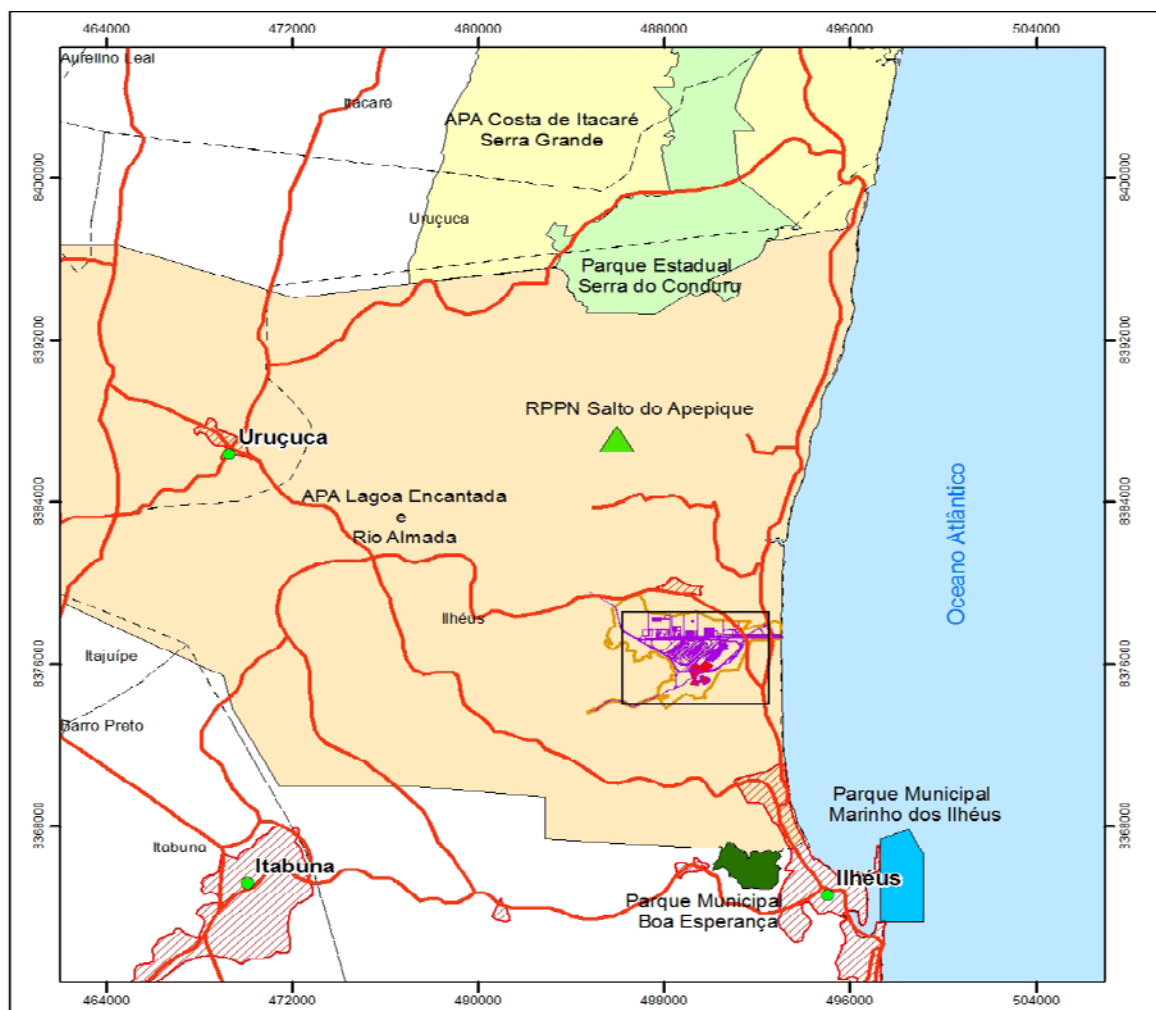 464000 472000 480000 488000 496000 504000
Aurelino Leal
Itacaré
APA Costa de Itacaré
Serra Grande
8400000 8400000
Uruçuca
Parque Estadual
Serra do Conduru
8392000 8392000
RPPN Salto do Apepique
Uruçuca
8384000 8384000
APA Lagoa Encantada
e
Rio Almada
Oceano Atlântico
Ilhéus
Itajuípe
8376000 8376000
Barro Preto
Parque Municipal
Marinho dos Ilhéus
8368000 8368000
Itabuna
Itabuna
Ilhéus
Parque Municipal
Boa Esperança
464000 472000 480000 488000 496000 504000